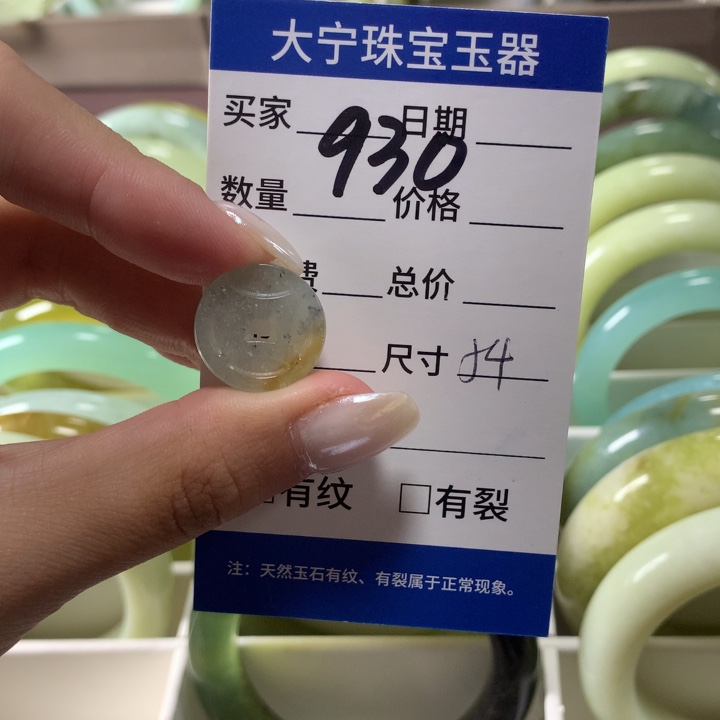 大宁珠宝玉器
买家 日期
930
数量 价格
费 总价
尺寸 54
有纹 □有裂
注：天然玉石有纹、有裂属于正常现象。